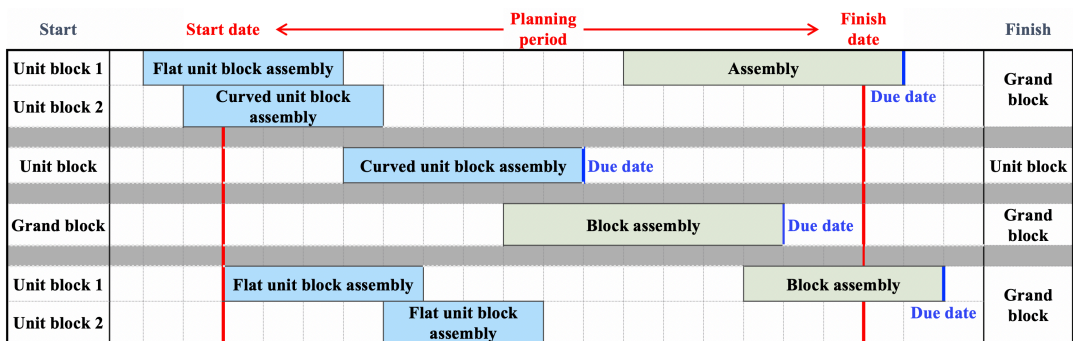 Start
Start date
Planning
period
Finish
date
Finish
Unit block 1
Flat unit block assembly
Assembly
Grand
block
Unit block 2
Curved unit block
assembly
Due date
Unit block
Curved unit block assembly
Due date
Unit block
Grand block
Block assembly
Due date
Grand
block
Unit block 1
Flat unit block assembly
Block assembly
Grand
block
Unit block 2
Flat unit block
assembly
Due date